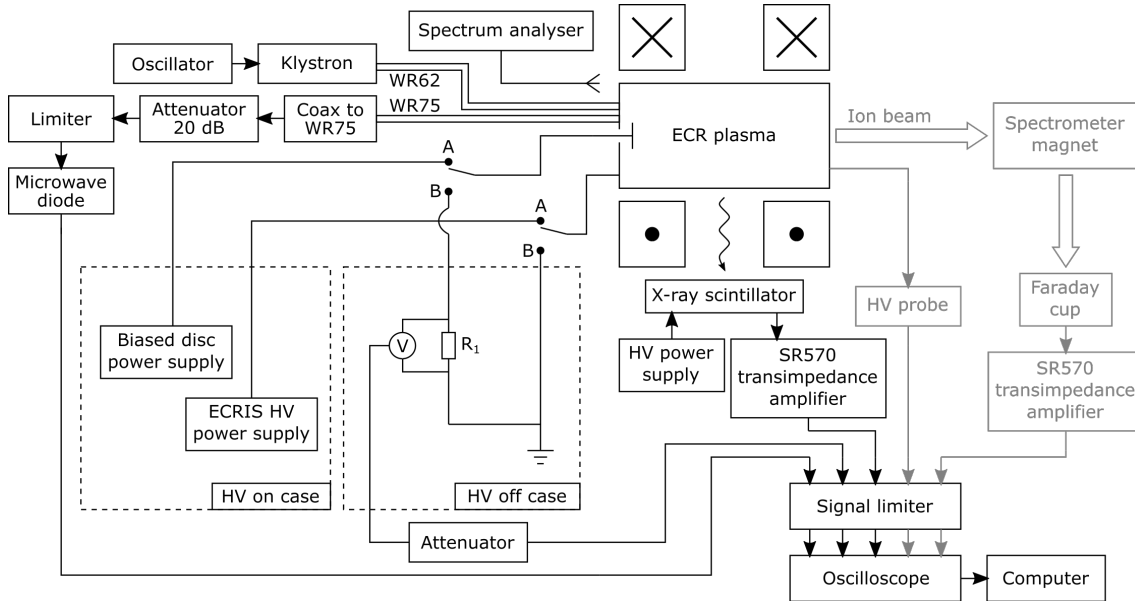 Spectrum analyser
Oscillator
Klystron
WR62
WR75
Limiter
Attenuator
20 dB
Coax to
WR75
ECR plasma
Ion beam
Spectrometer
magnet
Microwave
diode
A
B
A
B
X-ray scintillator
HV probe
Faraday
cup
Biased disc
power supply
V
R1
HV power
supply
SR570
transimpedance
amplifier
SR570
transimpedance
amplifier
ECRIS HV
power supply
HV on case
HV off case
Signal limiter
Attenuator
Oscilloscope
Computer